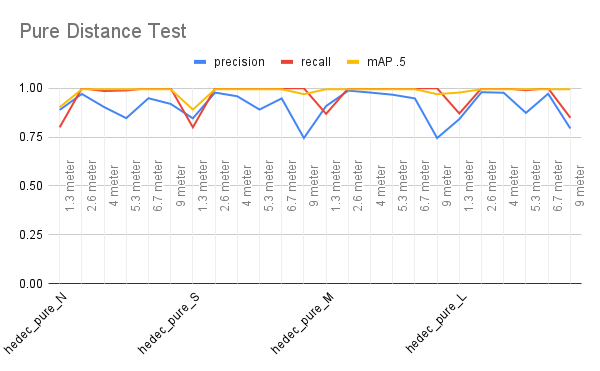 Pure Distance Test
precision recall mAP .5
1.00
0.75
0.50
0.25
0.00
1.3 meter
2.6 meter
4 meter
5.3 meter
6.7 meter
9 meter
1.3 meter
2.6 meter
4 meter
5.3 meter
6.7 meter
9 meter
1.3 meter
2.6 meter
4 meter
5.3 meter
6.7 meter
9 meter
1.3 meter
2.6 meter
4 meter
5.3 meter
6.7 meter
9 meter
hedec_pure_N
hedec_pure_S
hedec_pure_M
hedec_pure_L